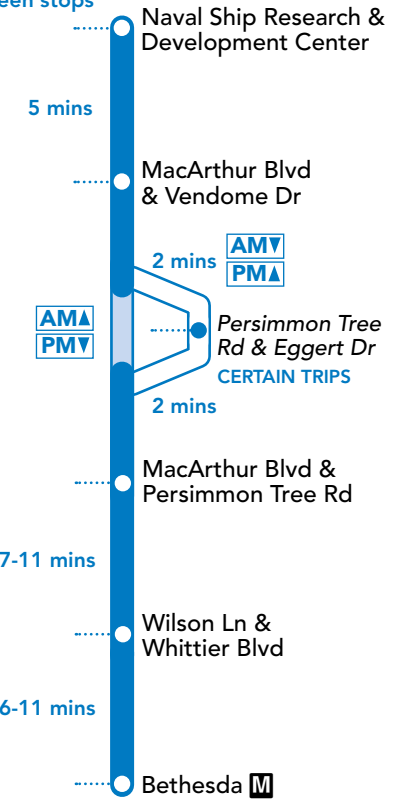 stops
Naval Ship Research &
Development Center
5 mins
MacArthur Blvd
& Vendome Dr
2 mins
AM▼
PM▲
AM▲
PM▼
Persimmon Tree
Rd & Eggert Dr
CERTAIN TRIPS
2 mins
MacArthur Blvd &
Persimmon Tree Rd
7-11 mins
Wilson Ln &
Whittier Blvd
6-11 mins
Bethesda M